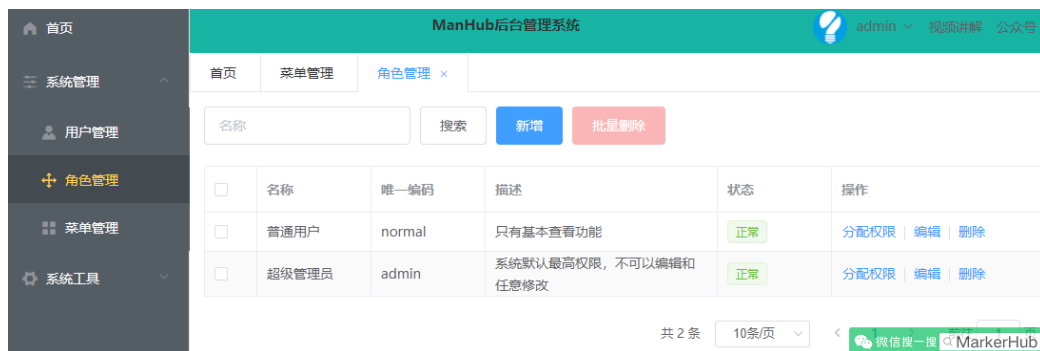 首页
ManHub后台管理系统
admin
视频讲解
公众号
系统管理
首页
菜单管理
角色管理 ×
用户管理
名称
搜索
新增
批量删除
角色管理
名称
唯一编码
描述
状态
操作
菜单管理
普通用户
normal
只有基本查看功能
正常
分配权限
编辑
删除
系统工具
超级管理员
admin
系统默认最高权限，不可以编辑和
任意修改
正常
分配权限
编辑
删除
共 2 条
10条/页
1
前往
1
页
微信搜一搜
MarkerHub